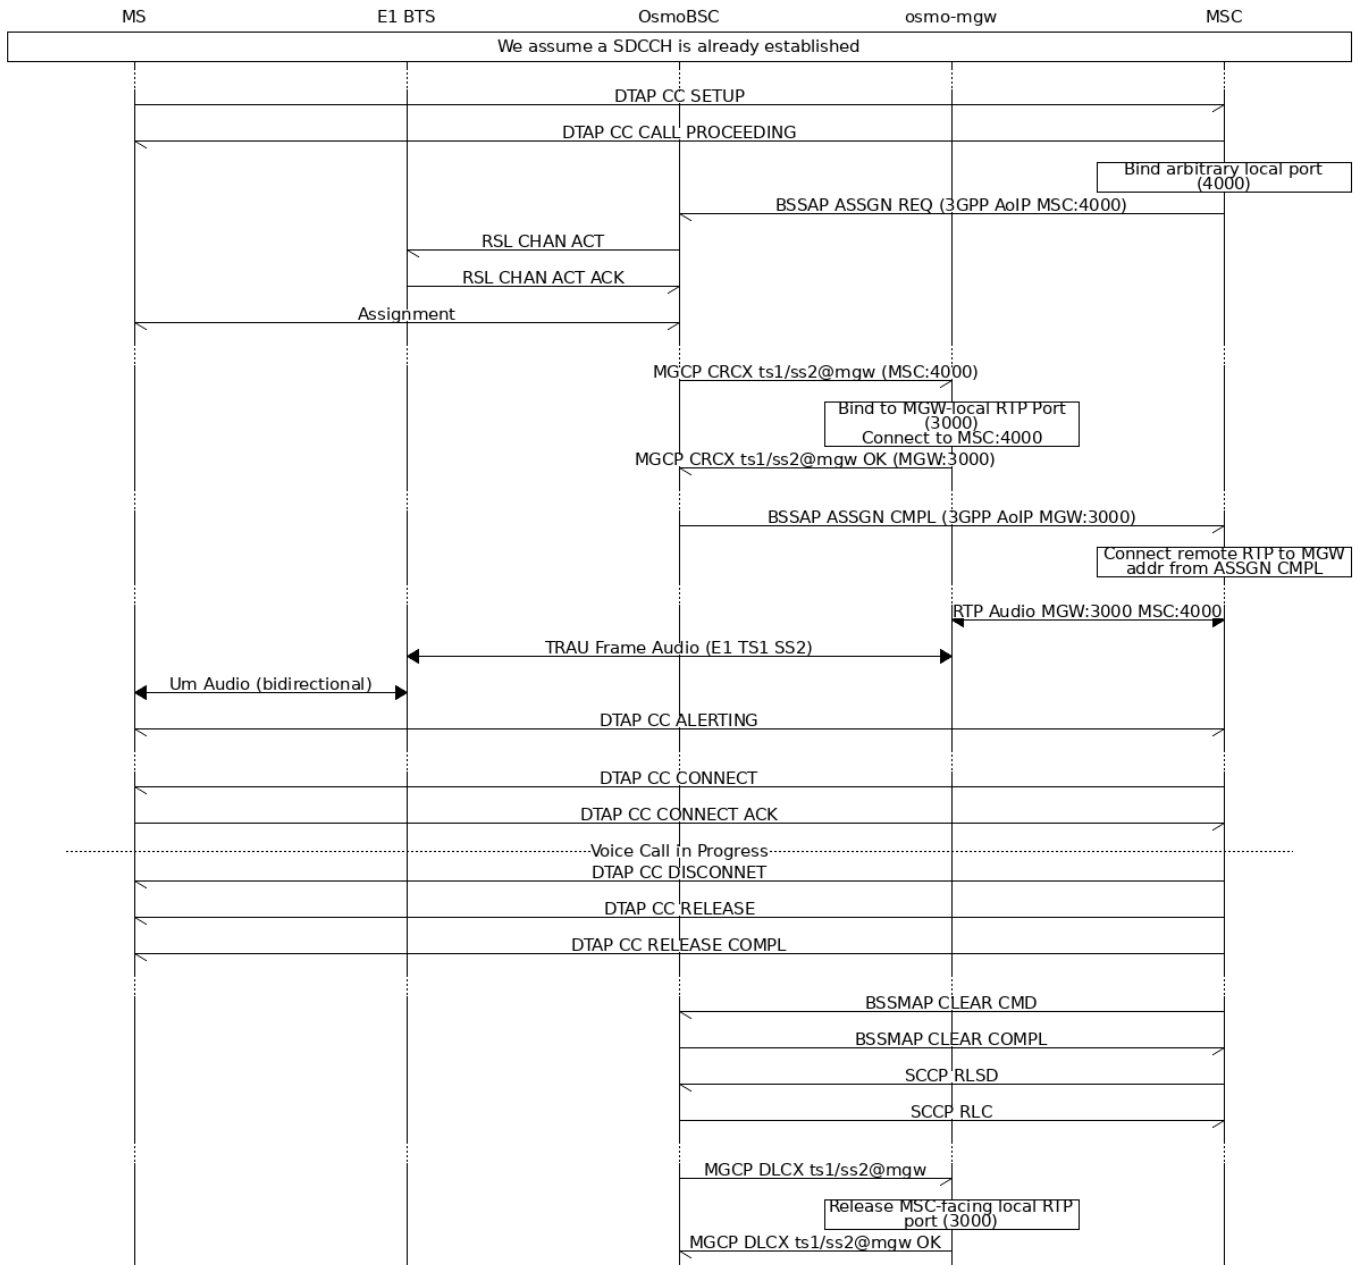 MS E1 BTS OsmoBSC osmo-mgw MSC
We assume a SDCCH is already established
DTAP CC SETUP
DTAP CC CALL PROCEEDING
Bind arbitrary local port
(4000)
BSSAP ASSGN REQ (3GPP AoIP MSC:4000)
RSL CHAN ACT
RSL CHAN ACT ACK
Assignment
MGCP CRCX ts1/ss2@mgw (MSC:4000)
Bind to MGW-local RTP Port
(3000)
Connect to MSC:4000
MGCP CRCX ts1/ss2@mgw OK (MGW:3000)
BSSAP ASSGN CMPL (3GPP AoIP MGW:3000)
Connect remote RTP to MGW
addr from ASSGN CMPL
RTP Audio MGW:3000 MSC:4000
TRAU Frame Audio (E1 TS1 SS2)
Um Audio (bidirectional)
DTAP CC ALERTING
DTAP CC CONNECT
DTAP CC CONNECT ACK
Voice Call in Progress
DTAP CC DISCONNET
DTAP CC RELEASE
DTAP CC RELEASE COMPL
BSSMAP CLEAR CMD
BSSMAP CLEAR COMPL
SCCP RLSD
SCCP RLC
MGCP DLCX ts1/ss2@mgw
Release MSC-facing local RTP
port (3000)
MGCP DLCX ts1/ss2@mgw OK